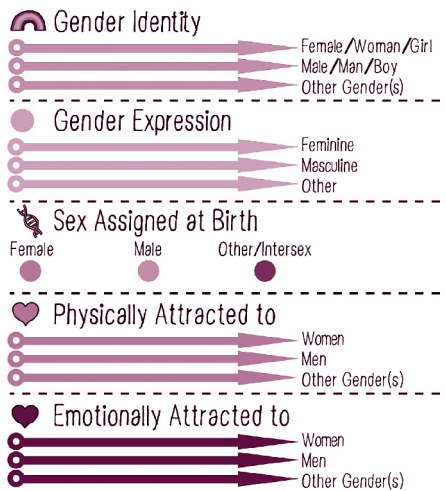 Gender Identity
Female/Woman/Girl
Male/Man/Boy
Other Gender(s)
Gender Expression
Feminine
Masculine
Other
Sex Assigned at Birth
Female Male Other/Intersex
Physically Attracted to
Women
Men
Other Gender(s)
Emotionally Attracted to
Women
Men
Other Gender(s)